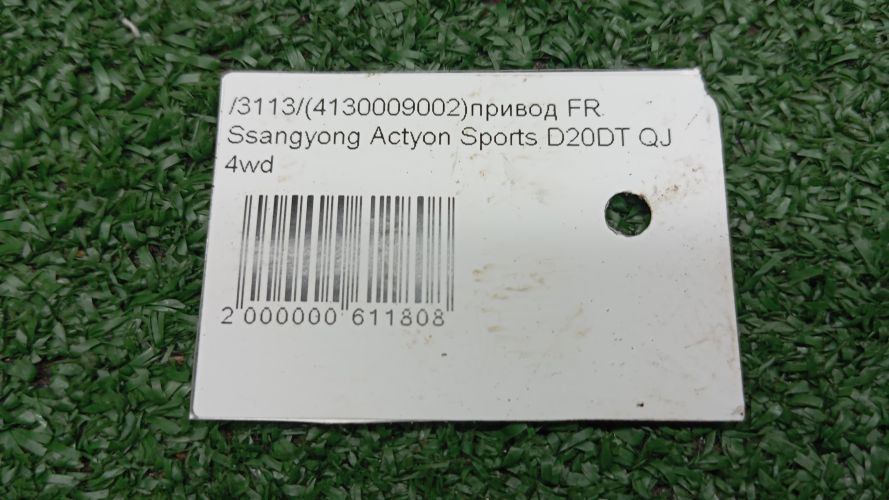 /3113/(4130009002)привод FR.
Ssangyong Actyon Sports D20DT QJ
4wd
2 000000 611808